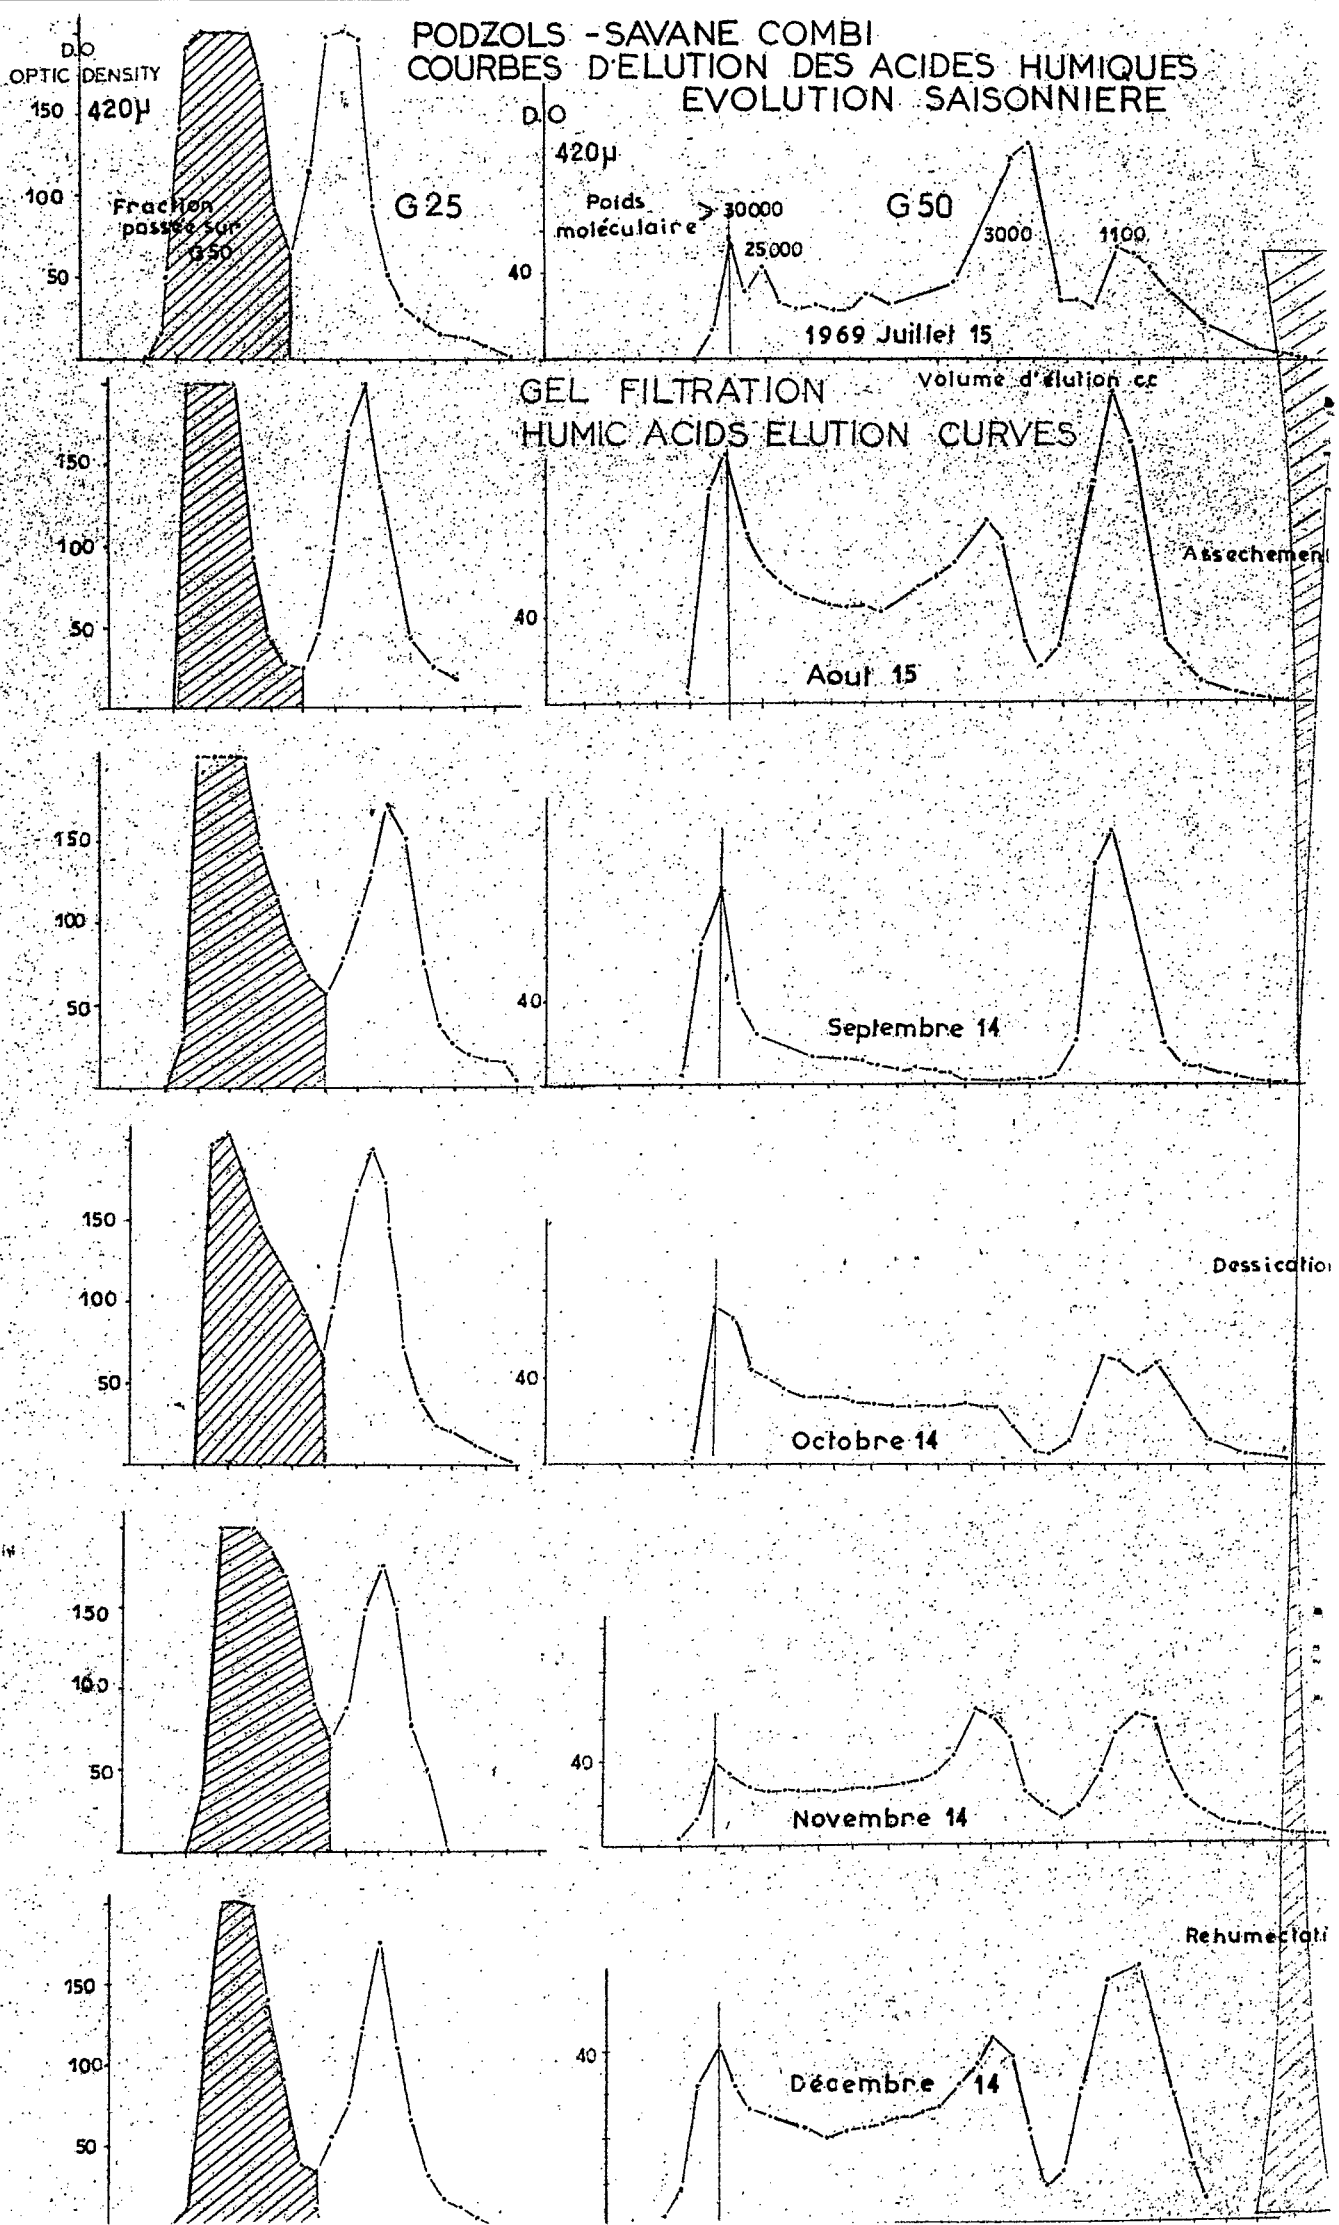 PODZOLS - SAVANE COMBI
COURBES D'ELUTION DES ACIDES HUMIQUES
EVOLUTION SAISONNIERE
D.O
OPTIC DENSITY
420µ
150
100
50
Fraction
passée sur
G50
G25
D.O
420µ
Poids
moléculaire
> 30000
25000
G50
3000
1100
40
1969 Juillet 15
Volume d'élution cc
GEL FILTRATION
HUMIC ACIDS ELUTION CURVES
150
100
50
40
Aout 15
Assechement
150
100
50
40
Septembre 14
150
100
50
40
Octobre 14
Dessicatio
150
100
50
40
Novembre 14
Rehumectati
150
100
50
40
Décembre 14